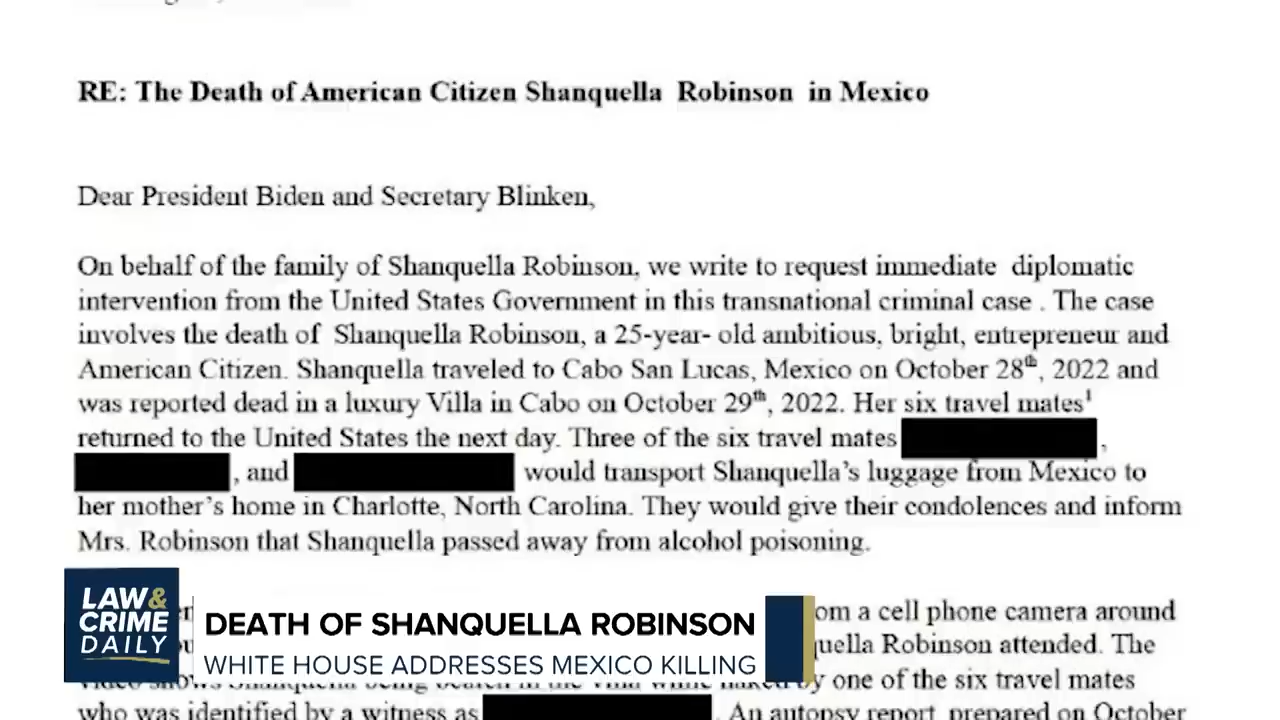 RE: The Death of American Citizen Shanquella Robinson in Mexico
Dear President Biden and Secretary Blinken,
On behalf of the family of Shanquella Robinson, we write to request immediate diplomatic
intervention from the United States Government in this transnational criminal case . The case
involves the death of Shanquella Robinson, a 25-year- old ambitious, bright, entrepreneur and
American Citizen. Shanquella traveled to Cabo San Lucas, Mexico on October 28th, 2022 and
was reported dead in a luxury Villa in Cabo on October 29th, 2022. Her six travel mates1
returned to the United States the next day. Three of the six travel mates ,
, and would transport Shanquella's luggage from Mexico to
her mother's home in Charlotte, North Carolina. They would give their condolences and inform
Mrs. Robinson that Shanquella passed away from alcohol poisoning.
om a cell phone camera around
quella Robinson attended. The
by one of the six travel mates
who was identified by a witness as . An autopsy report prepared on October
LAW&
CRIME
DAILY
DEATH OF SHANQUELLA ROBINSON
WHITE HOUSE ADDRESSES MEXICO KILLING